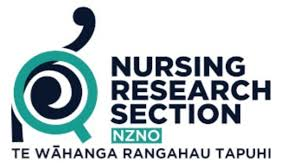 NURSING
RESEARCH
SECTION
NZNO
TE WĀHANGA RANGAHAU TAPUHI